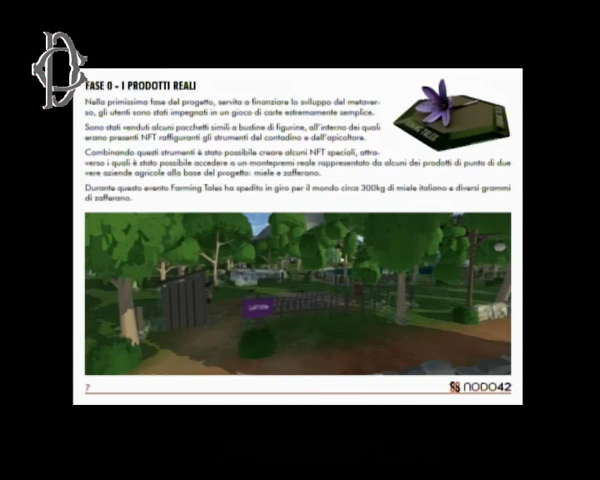 FASE 0 - I PRODOTTI REALI
Nella primissima fase del progetto, servita a finanziare lo sviluppo del metaver-
so, gli utenti sono stati impegnati in un gioco di carte estremamente semplice.
Sono stati venduti alcuni pacchetti simili a bustine di figurine, all'interno dei quali
erano presenti NFT raffiguranti gli strumenti del contadino e dell'apicoltore.
Combinando questi strumenti è stato possibile creare alcuni NFT speciali, attra-
verso i quali è stato possibile accedere a un montepremi reale rappresentato da alcuni dei prodotti di punta di due
vere aziende agricole alla base del progetto: miele e zafferano.
Durante questo evento Farming Tales ha spedito in giro per il mondo circa 300kg di miele italiano e diversi grammi
di zafferano.
TALES
7
NODO42